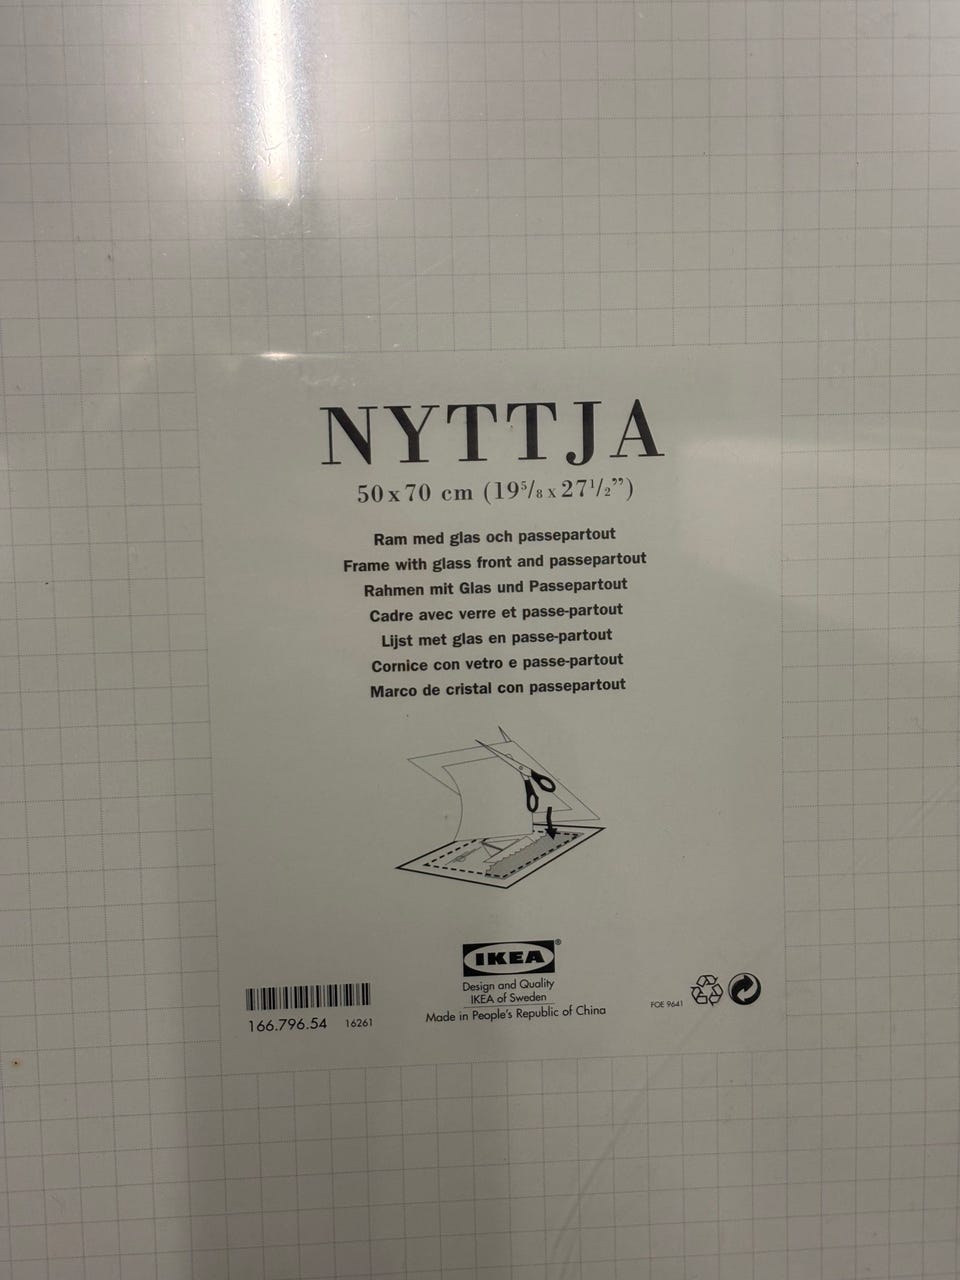 NYTTJA
50x70 cm (19⁵/₈ x 27¹/₂”)
Ram med glas och passepartout
Frame with glass front and passepartout
Rahmen mit Glas und Passepartout
Cadre avec verre et passe-partout
Lijst met glas en passe-partout
Cornice con vetro e passe-partout
Marco de cristal con passepartout
IKEA®
Design and Quality
IKEA of Sweden
Made in People's Republic of China
166.796.54 16261
FQE 9641